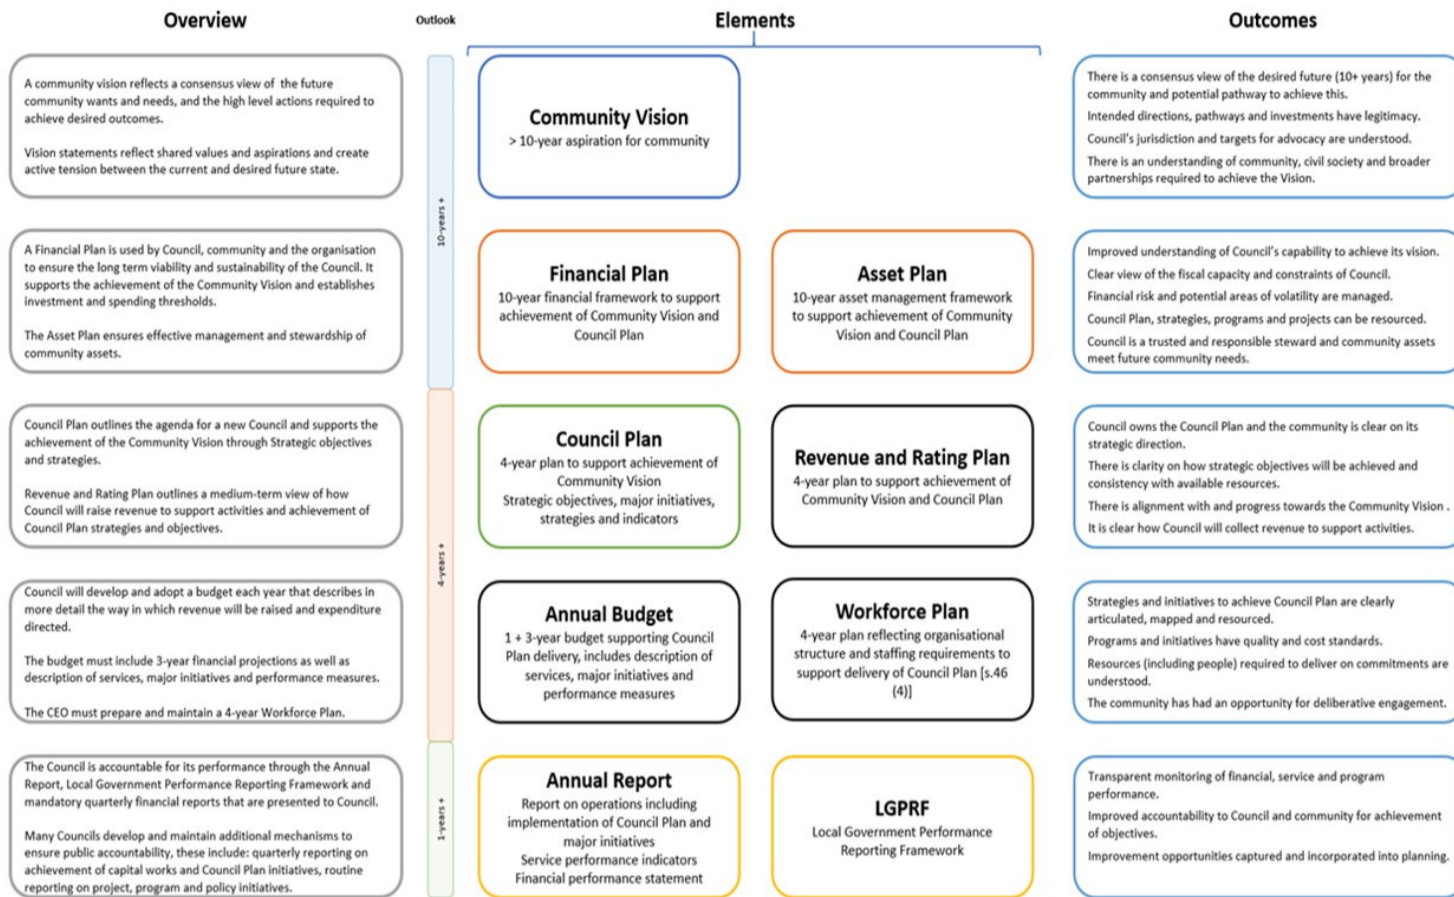 Overview
Outlook
Elements
Outcomes
A community vision reflects a consensus view of the future
community wants and needs, and the high level actions required to
achieve desired outcomes.
Vision statements reflect shared values and aspirations and create
active tension between the current and desired future state.
10-years +
Community Vision
> 10-year aspiration for community
There is a consensus view of the desired future (10+ years) for the
community and potential pathway to achieve this.
Intended directions, pathways and investments have legitimacy.
Council's jurisdiction and targets for advocacy are understood.
There is an understanding of community, civil society and broader
partnerships required to achieve the Vision.
A Financial Plan is used by Council, community and the organisation
to ensure the long term viability and sustainability of the Council. It
supports the achievement of the Community Vision and establishes
investment and spending thresholds.
The Asset Plan ensures effective management and stewardship of
community assets.
Financial Plan
10-year financial framework to support
achievement of Community Vision and
Council Plan
Asset Plan
10-year asset management framework
to support achievement of Community
Vision and Council Plan
Improved understanding of Council's capability to achieve its vision.
Clear view of the fiscal capacity and constraints of Council.
Financial risk and potential areas of volatility are managed.
Council Plan, strategies, programs and projects can be resourced.
Council is a trusted and responsible steward and community assets
meet future community needs.
Council Plan outlines the agenda for a new Council and supports the
achievement of the Community Vision through Strategic objectives
and strategies.
Revenue and Rating Plan outlines a medium-term view of how
Council will raise revenue to support activities and achievement of
Council Plan strategies and objectives.
4-years +
Council Plan
4-year plan to support achievement of
Community Vision
Strategic objectives, major initiatives,
strategies and indicators
Revenue and Rating Plan
4-year plan to support achievement of
Community Vision and Council Plan
Council owns the Council Plan and the community is clear on its
strategic direction.
There is clarity on how strategic objectives will be achieved and
consistency with available resources.
There is alignment with and progress towards the Community Vision .
It is clear how Council will collect revenue to support activities.
Council will develop and adopt a budget each year that describes in
more detail the way in which revenue will be raised and expenditure
directed.
The budget must include 3-year financial projections as well as
description of services, major initiatives and performance measures.
The CEO must prepare and maintain a 4-year Workforce Plan.
Annual Budget
1 + 3-year budget supporting Council
Plan delivery, includes description of
services, major initiatives and
performance measures
Workforce Plan
4-year plan reflecting organisational
structure and staffing requirements to
support delivery of Council Plan [s.46
(4)]
Strategies and initiatives to achieve Council Plan are clearly
articulated, mapped and resourced.
Programs and initiatives have quality and cost standards.
Resources (including people) required to deliver on commitments are
understood.
The community has had an opportunity for deliberative engagement.
The Council is accountable for its performance through the Annual
Report, Local Government Performance Reporting Framework and
mandatory quarterly financial reports that are presented to Council.
Many Councils develop and maintain additional mechanisms to
ensure public accountability, these include: quarterly reporting on
achievement of capital works and Council Plan initiatives, routine
reporting on project, program and policy initiatives.
1-years +
Annual Report
Report on operations including
implementation of Council Plan and
major initiatives
Service performance indicators
Financial performance statement
LGPRF
Local Government Performance
Reporting Framework
Transparent monitoring of financial, service and program
performance.
Improved accountability to Council and community for achievement
of objectives.
Improvement opportunities captured and incorporated into planning.